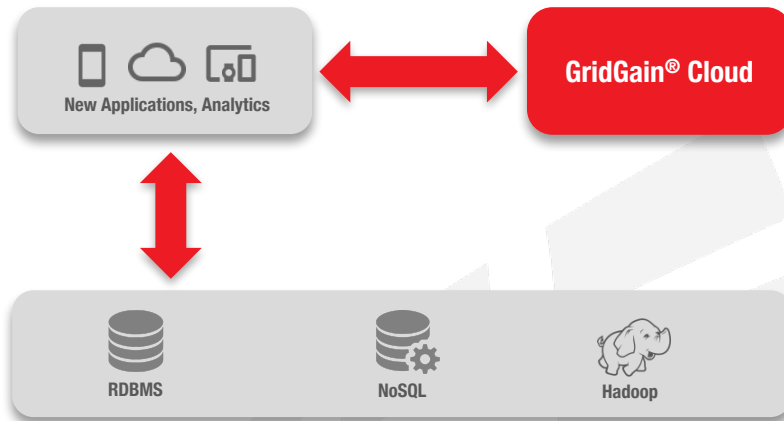 New Applications, Analytics
GridGain® Cloud
RDBMS
NoSQL
Hadoop